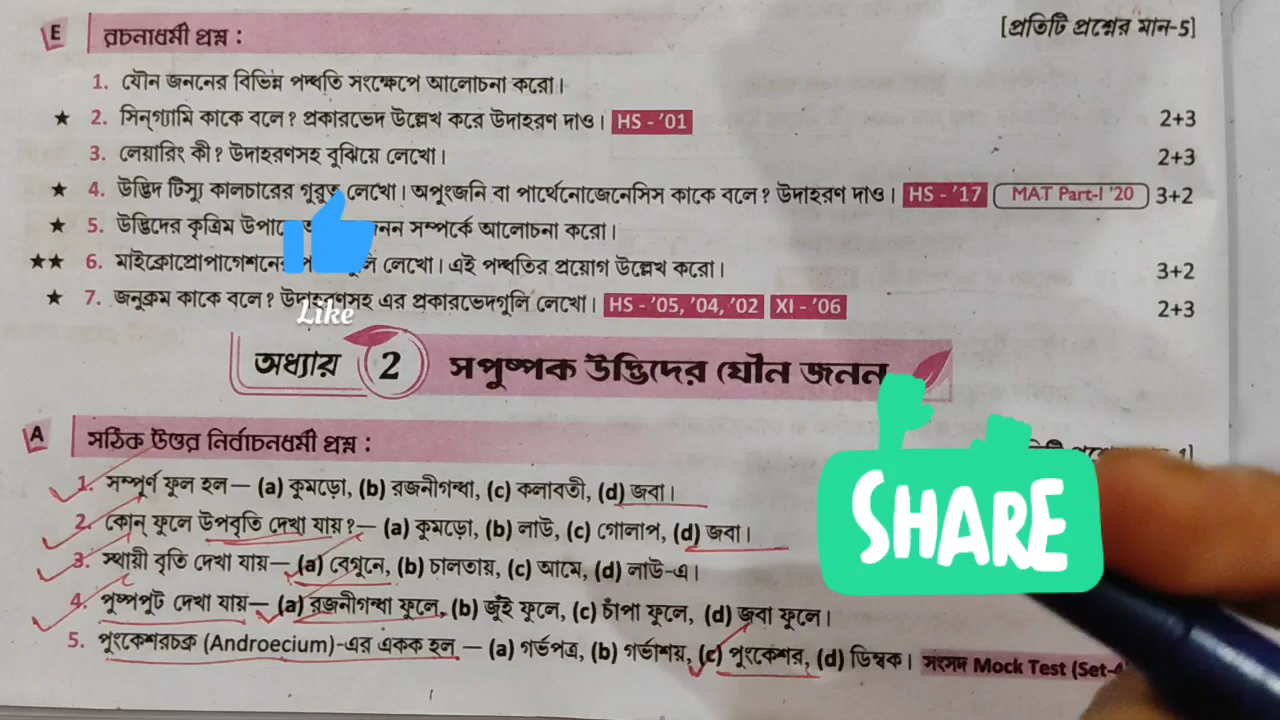 E রচনাধর্মী প্রশ্ন : [প্রতিটি প্রশ্নের মান-5]
1. যৌন জননের বিভিন্ন পদ্ধতি সংক্ষেপে আলোচনা করো।
★ 2. সিন্‌গ্যামি কাকে বলে? প্রকারভেদ উল্লেখ করে উদাহরণ দাও। HS - '01 2+3
3. লেয়ারিং কী? উদাহরণসহ বুঝিয়ে লেখো। 2+3
★ 4. উদ্ভিদ টিস্যু কালচারের গুরুত্ব লেখো। অপুংজনি বা পার্থেনোজেনেসিস কাকে বলে? উদাহরণ দাও। HS - '17 MAT Part-I '20 3+2
★ 5. উদ্ভিদের কৃত্রিম সম্পর্কে আলোচনা করো।
★★ 6. মাইক্রোপ্রোপাগেশনের লেখো। এই পদ্ধতির প্রয়োগ উল্লেখ করো। 3+2
★ 7. জনুক্রম কাকে বলে? উদাহরণসহ এর প্রকারভেদগুলি লেখো। HS - '05, '04, '02 XI - '06 2+3
Like
অধ্যায় 2 সপুষ্পক উদ্ভিদের যৌন জনন
A সঠিক উত্তর নির্বাচনধর্মী প্রশ্ন :
1. সম্পূর্ণ ফুল হল— (a) কুমড়ো, (b) রজনীগন্ধা, (c) কলাবতী, (d) জবা।
2. কোন্ ফুলে উপবৃতি দেখা যায়?— (a) কুমড়ো, (b) লাউ, (c) গোলাপ, (d) জবা।
SHARE
3. স্থায়ী বৃতি দেখা যায়— (a) বেগুনে, (b) চালতায়, (c) আমে, (d) লাউ-এ।
4. পুষ্পপুট দেখা যায়— (a) রজনীগন্ধা ফুলে, (b) জুঁই ফুলে, (c) চাঁপা ফুলে, (d) জবা ফুলে।
5. পুংকেশরচক্র (Androecium)-এর একক হল — (a) গর্ভপত্র, (b) গর্ভাশয়, (c) পুংকেশর, (d) ডিম্বক। সংসদ Mock Test (Set-4